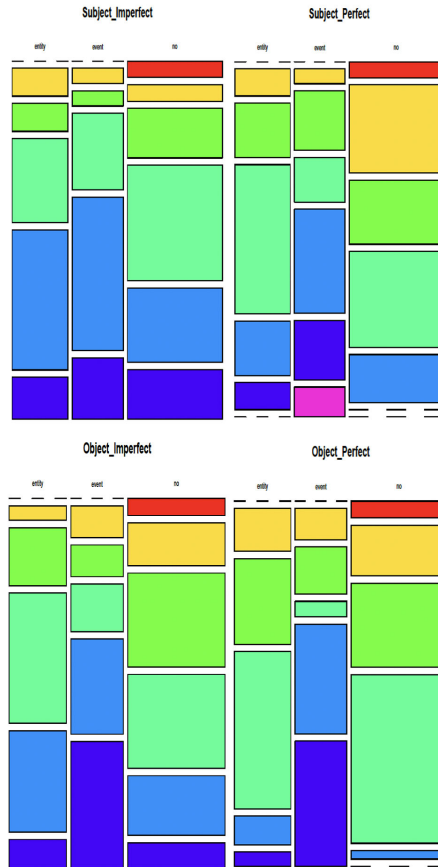 Subject_Imperfect
entity event no
Subject_Perfect
entity event no
Object_Imperfect
entity event no
Object_Perfect
entity event no